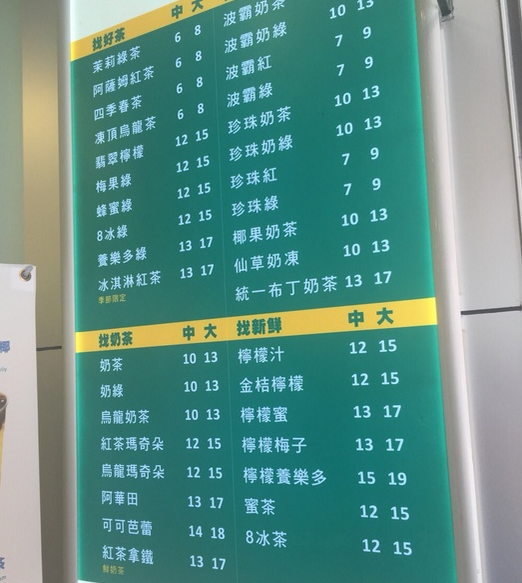 找好茶 中 大
茉莉綠茶 6 8
阿薩姆紅茶 6 8
四季春茶 6 8
凍頂烏龍茶 6 8
翡翠檸檬 12 15
梅果綠 12 15
蜂蜜綠 12 15
8冰綠 12 15
養樂多綠 13 17
冰淇淋紅茶 13 17
季節限定
波霸奶茶 10 13
波霸奶綠 10 13
波霸紅 7 9
波霸綠 7 9
珍珠奶茶 10 13
珍珠奶綠 10 13
珍珠紅 7 9
珍珠綠 7 9
椰果奶茶 10 13
仙草奶凍 10 13
統一布丁奶茶 13 17
找奶茶 中 大
奶茶 10 13
奶綠 10 13
烏龍奶茶 10 13
紅茶瑪奇朵 12 15
烏龍瑪奇朵 12 15
阿華田 13 17
可可芭蕾 14 18
紅茶拿鐵 13 17
鮮奶茶
找新鮮 中 大
檸檬汁 12 15
金桔檸檬 12 15
檸檬蜜 13 17
檸檬梅子 13 17
檸檬養樂多 15 19
蜜茶 12 15
8冰茶 12 15
椰
茶